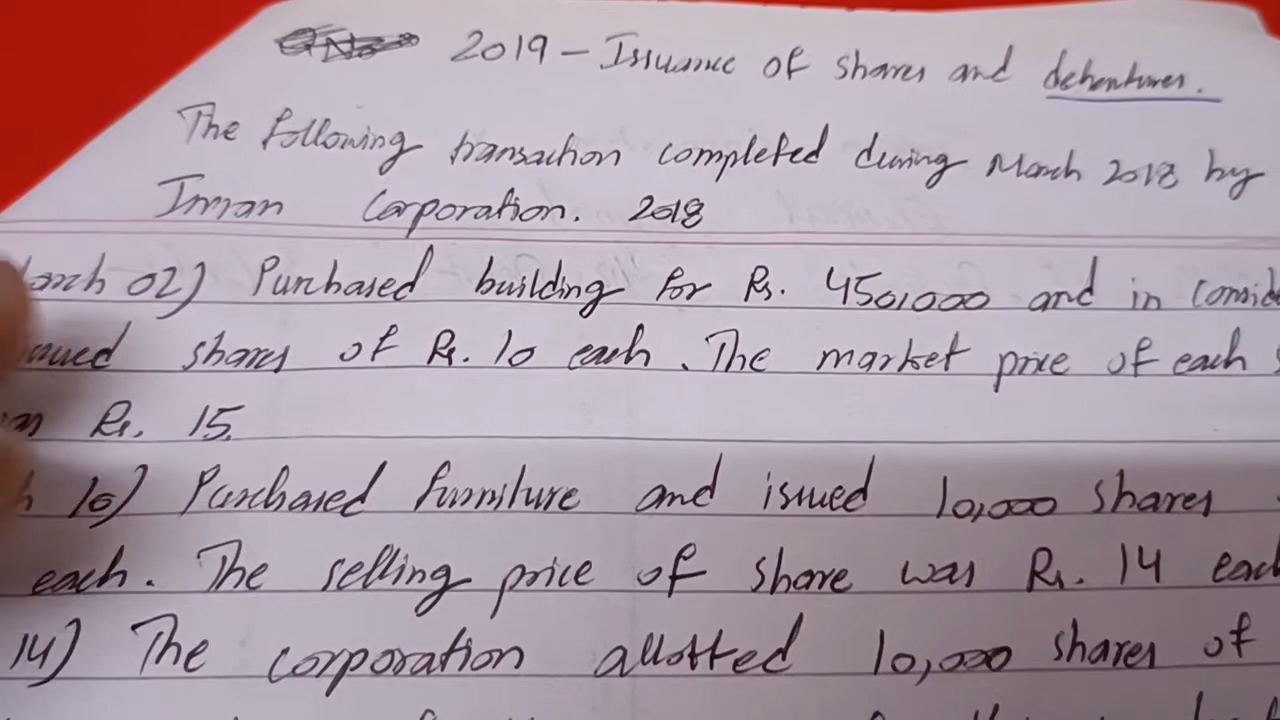 2019 - Issuance of shares and debentures.
The following transaction completed during March 2018 by
Imran Corporation. 2018
02) Purchased building for Rs. 450,000 and in
shares of Rs. 10 each. The market price of each
Rs. 15.
10) Purchased furniture and issued 10,000 shares
each. The selling price of share was Rs. 14 each
14) The corporation allotted 10,000 shares of